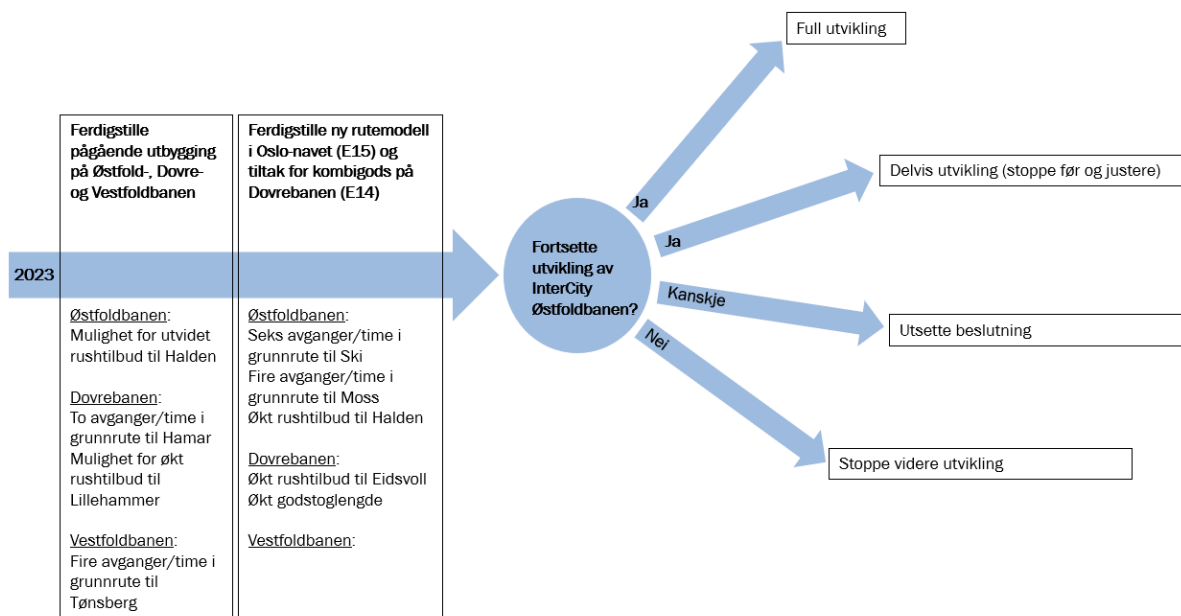 2023
Ferdigstille
pågående utbygging
på Østfold-, Dovre-
og Vestfoldbanen
Østfoldbanen:
Mulighet for utvidet
rushtilbud til Halden
Dovrebanen:
To avganger/time i
grunnrute til Hamar
Mulighet for økt
rushtilbud til
Lillehammer
Vestfoldbanen:
Fire avganger/time i
grunnrute til
Tønsberg
Ferdigstille ny rutemodell
i Oslo-navet (E15) og
tiltak for kombigods på
Dovrebanen (E14)
Østfoldbanen:
Seks avganger/time i
grunnrute til Ski
Fire avganger/time i
grunnrute til Moss
Økt rushtilbud til Halden
Dovrebanen:
Økt rushtilbud til Eidsvoll
Økt godstoglengde
Vestfoldbanen:
Fortsette
utvikling av
InterCity
Østfoldbanen?
Ja
Full utvikling
Ja
Delvis utvikling (stoppe før og justere)
Kanskje
Utsette beslutning
Nei
Stoppe videre utvikling